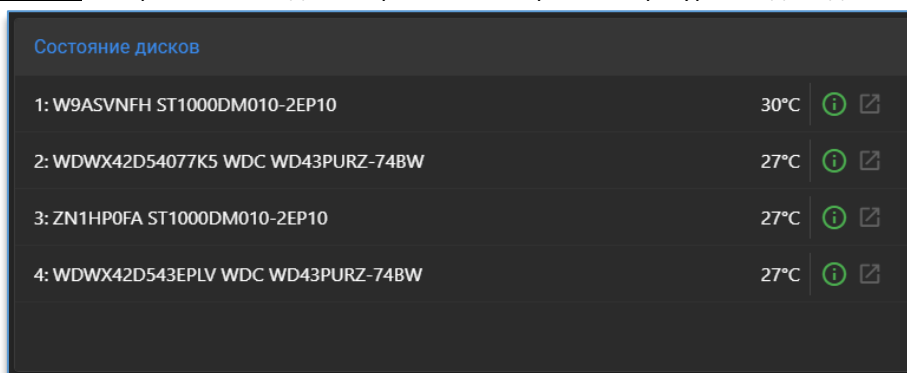 Состояние дисков
1: W9ASVNFH ST1000DM010-2EP10 30°C
2: WDWX42D54077K5 WDC WD43PURZ-74BW 27°C
3: ZN1HP0FA ST1000DM010-2EP10 27°C
4: WDWX42D543EPLV WDC WD43PURZ-74BW 27°C